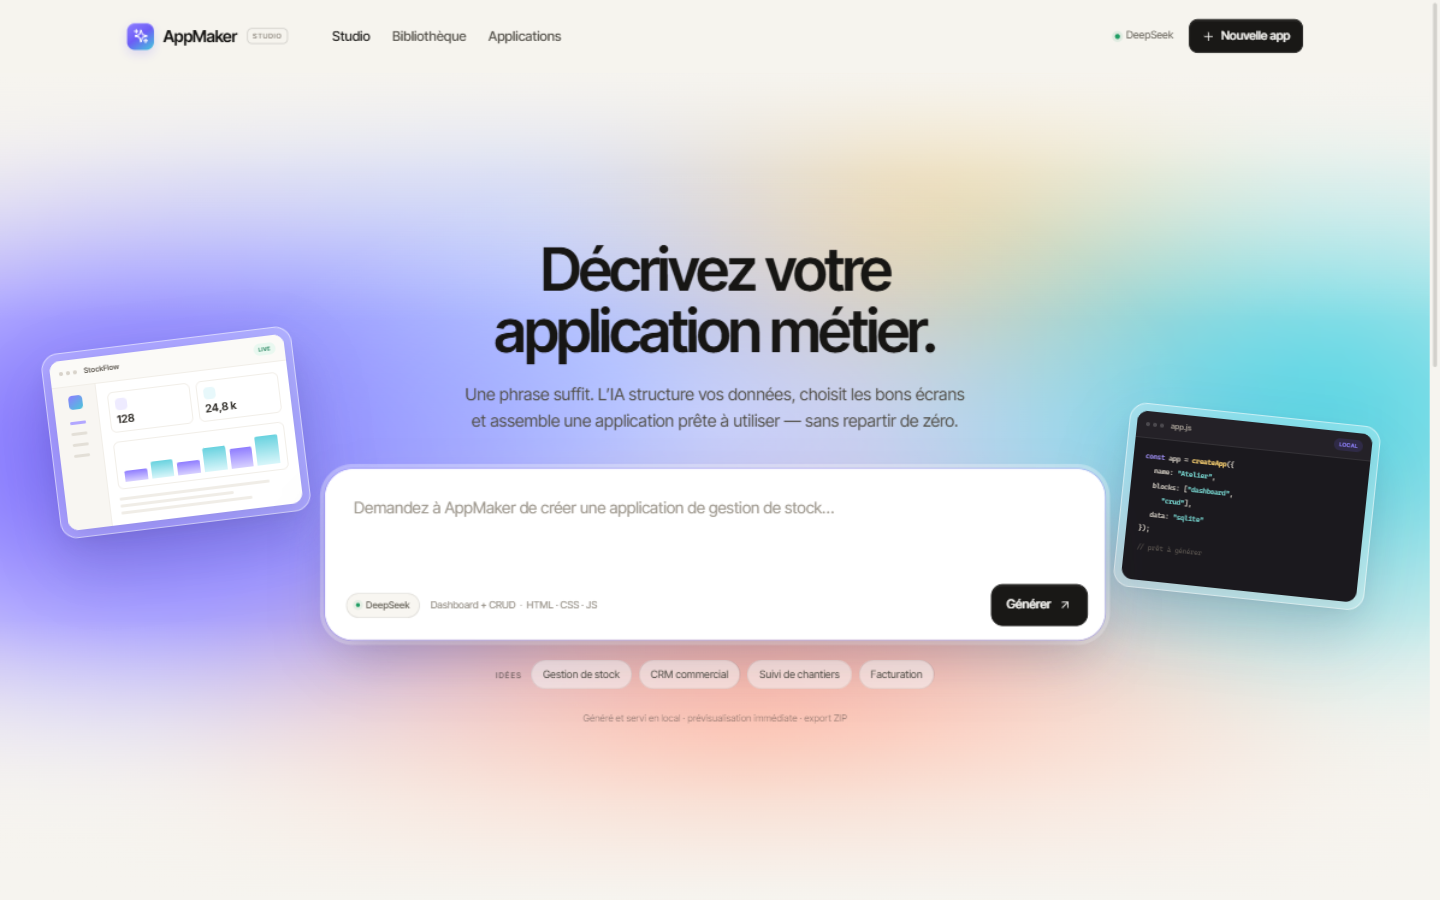 AppMaker STUDIO Studio Bibliothèque Applications DeepSeek + Nouvelle app
Décrivez votre
application métier.
Une phrase suffit. L’IA structure vos données, choisit les bons écrans
et assemble une application prête à utiliser — sans repartir de zéro.
StockFlow LIVE
128 24,8 k
app.js LOCAL
const app = createApp({
name: "Atelier",
blocks: ["dashboard",
"crud"],
data: "sqlite"
});
// prêt à générer
Demandez à AppMaker de créer une application de gestion de stock...
DeepSeek Dashboard + CRUD · HTML · CSS · JS Générer
IDÉES Gestion de stock CRM commercial Suivi de chantiers Facturation
Généré et servi en local · prévisualisation immédiate · export ZIP